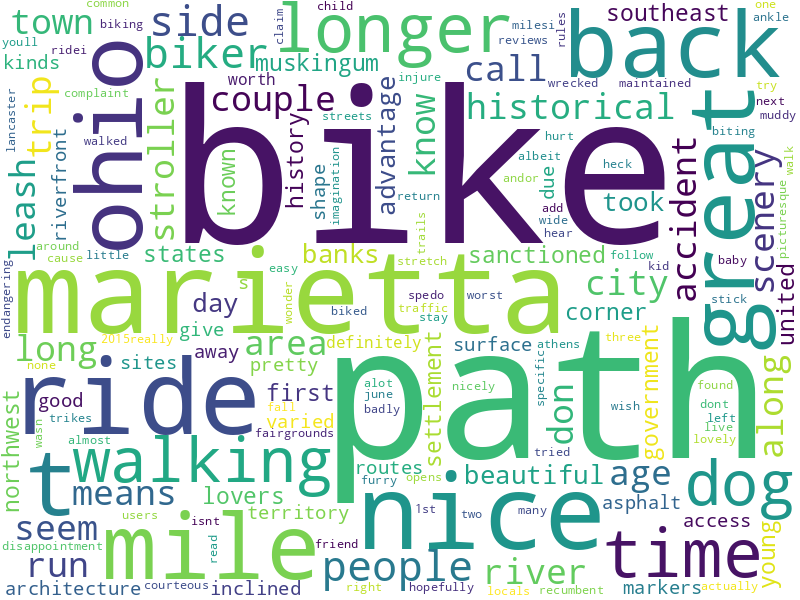 common
child
milesi
southeast
one
town
side
longer
back
biking
claim
reviews
rules
ankle
youll
ridei
biker
kinds
muskingum
call
injure
wrecked
maintained
try
complaint
worth
couple
historical
next
lancaster
trip
ohio
bike
streets
hurt
great
muddy
walked
stroller
history
advantage
know
albeit
heck
biting
riverfront
known
shape
imagination
due
andor
accident
scenery
picturesque
walk
leash
return
add
took
kid
wide
hear
baby
around
cause
little
states
banks
trails
stretch
sanctioned
follow
easy
endangering
marietta
s
wonder
city
united
day
spedo
worst
stick
biked
traffic
stay
corner
give
2015really
long
area
definitely
surface
athens
three
along
none
sites
away
pretty
settlement
specific
government
found
ride
path
good
first
alot
june
nicely
don
wish
dont
left
trikes
fall
varied
badly
live
lovely
northwest
wasn
almost
fairgrounds
tried
t
walking
routes
beautiful
age
dog
means
lovers
furry
opens
nice
asphalt
users
territory
1st
two
many
time
access
seem
isnt
young
disappointment
mile
read
friend
run
people
river
actually
architecture
courteous
inclined
right
hopefully
locals
recumbent
markers